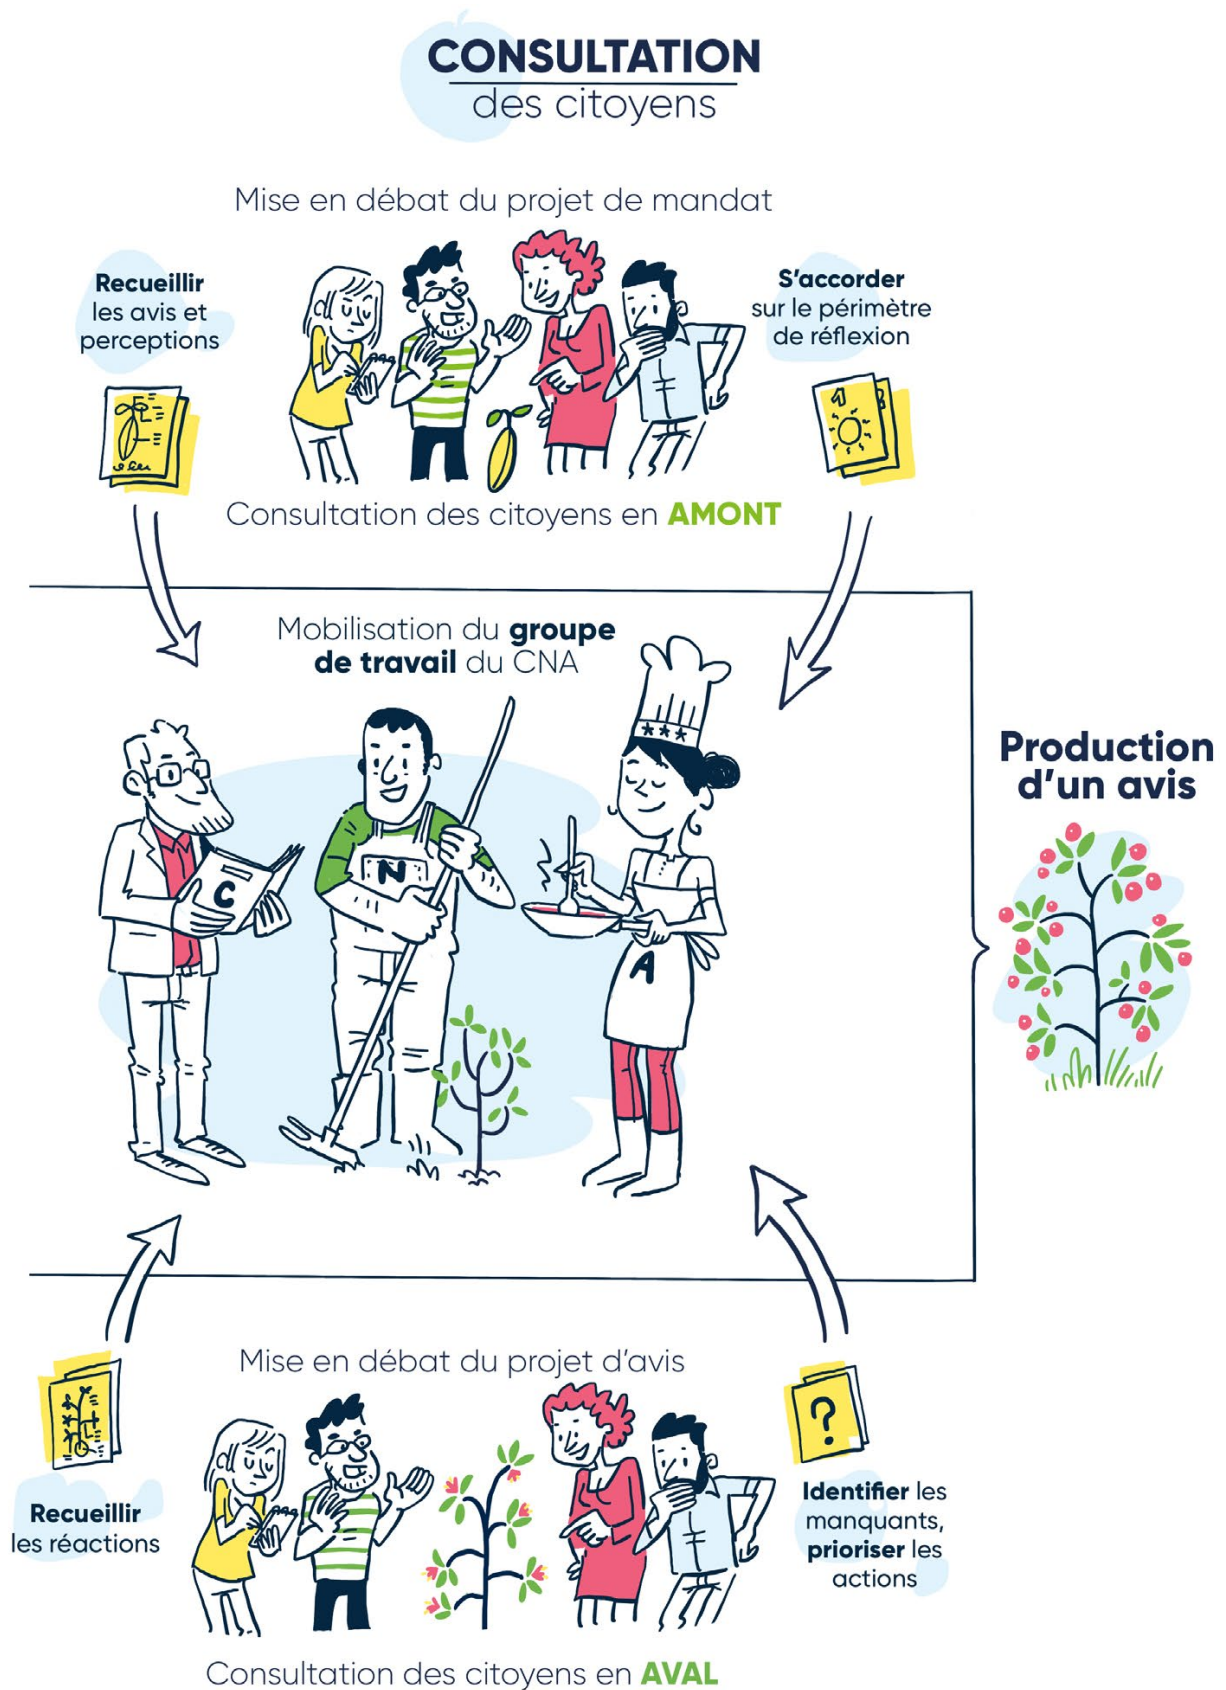 CONSULTATION
des citoyens
Mise en débat du projet de mandat
Recueillir
les avis et
perceptions
S'accorder
sur le périmètre
de réflexion
Consultation des citoyens en AMONT
Mobilisation du groupe
de travail du CNA
C
N
A
Production
d'un avis
Mise en débat du projet d'avis
Recueillir
les réactions
?
Identifier les
manquants,
prioriser les
actions
Consultation des citoyens en AVAL